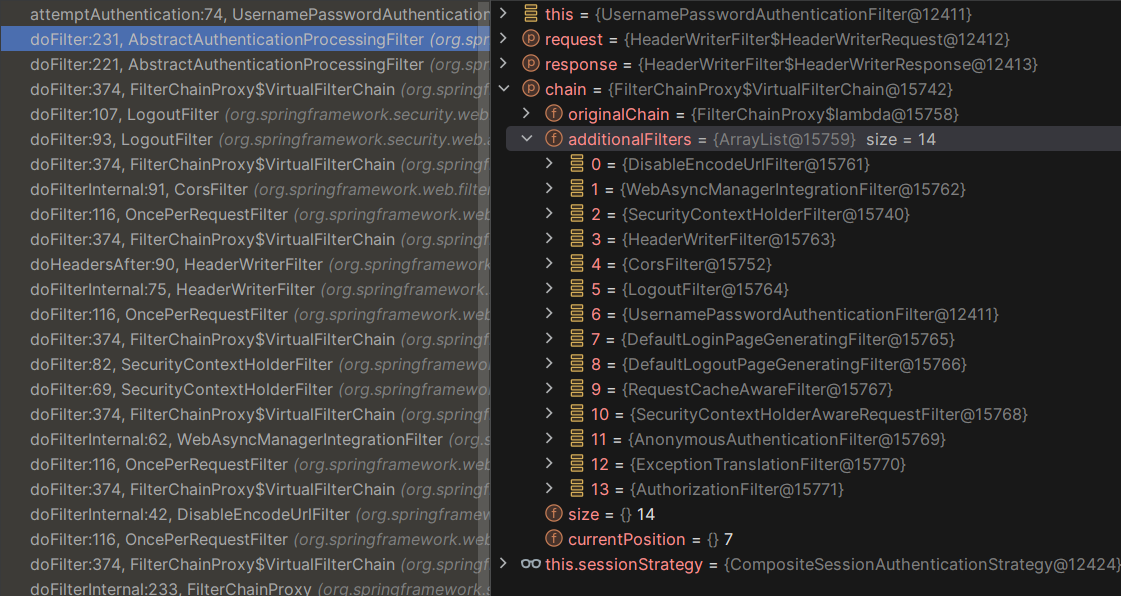 attemptAuthentication:74, UsernamePasswordAuthentication
doFilter:231, AbstractAuthenticationProcessingFilter (org.spr
doFilter:221, AbstractAuthenticationProcessingFilter (org.sp
doFilter:374, FilterChainProxy$VirtualFilterChain (org.springf
doFilter:107, LogoutFilter (org.springframework.security.web
doFilter:93, LogoutFilter (org.springframework.security.web.
doFilter:374, FilterChainProxy$VirtualFilterChain (org.springf
doFilterInternal:91, CorsFilter (org.springframework.web.filte
doFilter:116, OncePerRequestFilter (org.springframework.web
doFilter:374, FilterChainProxy$VirtualFilterChain (org.springf
doHeadersAfter:90, HeaderWriterFilter (org.springframework
doFilterInternal:75, HeaderWriterFilter (org.springframework.
doFilter:116, OncePerRequestFilter (org.springframework.web
doFilter:374, FilterChainProxy$VirtualFilterChain (org.springf
doFilter:82, SecurityContextHolderFilter (org.springframewo
doFilter:69, SecurityContextHolderFilter (org.springframewo
doFilter:374, FilterChainProxy$VirtualFilterChain (org.springf
doFilterInternal:62, WebAsyncManagerIntegrationFilter (org.s
doFilter:116, OncePerRequestFilter (org.springframework.web
doFilter:374, FilterChainProxy$VirtualFilterChain (org.springf
doFilterInternal:42, DisableEncodeUrlFilter (org.springframew
doFilter:116, OncePerRequestFilter (org.springframework.web
doFilter:374, FilterChainProxy$VirtualFilterChain (org.springf
doFilterInternal:233, FilterChainProxy (org.springframework.s
this = {UsernamePasswordAuthenticationFilter@12411}
request = {HeaderWriterFilter$HeaderWriterRequest@12412}
response = {HeaderWriterFilter$HeaderWriterResponse@12413}
chain = {FilterChainProxy$VirtualFilterChain@15742}
originalChain = {FilterChainProxy$lambda@15758}
additionalFilters = {ArrayList@15759} size = 14
0 = {DisableEncodeUrlFilter@15761}
1 = {WebAsyncManagerIntegrationFilter@15762}
2 = {SecurityContextHolderFilter@15740}
3 = {HeaderWriterFilter@15763}
4 = {CorsFilter@15752}
5 = {LogoutFilter@15764}
6 = {UsernamePasswordAuthenticationFilter@12411}
7 = {DefaultLoginPageGeneratingFilter@15765}
8 = {DefaultLogoutPageGeneratingFilter@15766}
9 = {RequestCacheAwareFilter@15767}
10 = {SecurityContextHolderAwareRequestFilter@15768}
11 = {AnonymousAuthenticationFilter@15769}
12 = {ExceptionTranslationFilter@15770}
13 = {AuthorizationFilter@15771}
size = {} 14
currentPosition = {} 7
this.sessionStrategy = {CompositeSessionAuthenticationStrategy@12424}